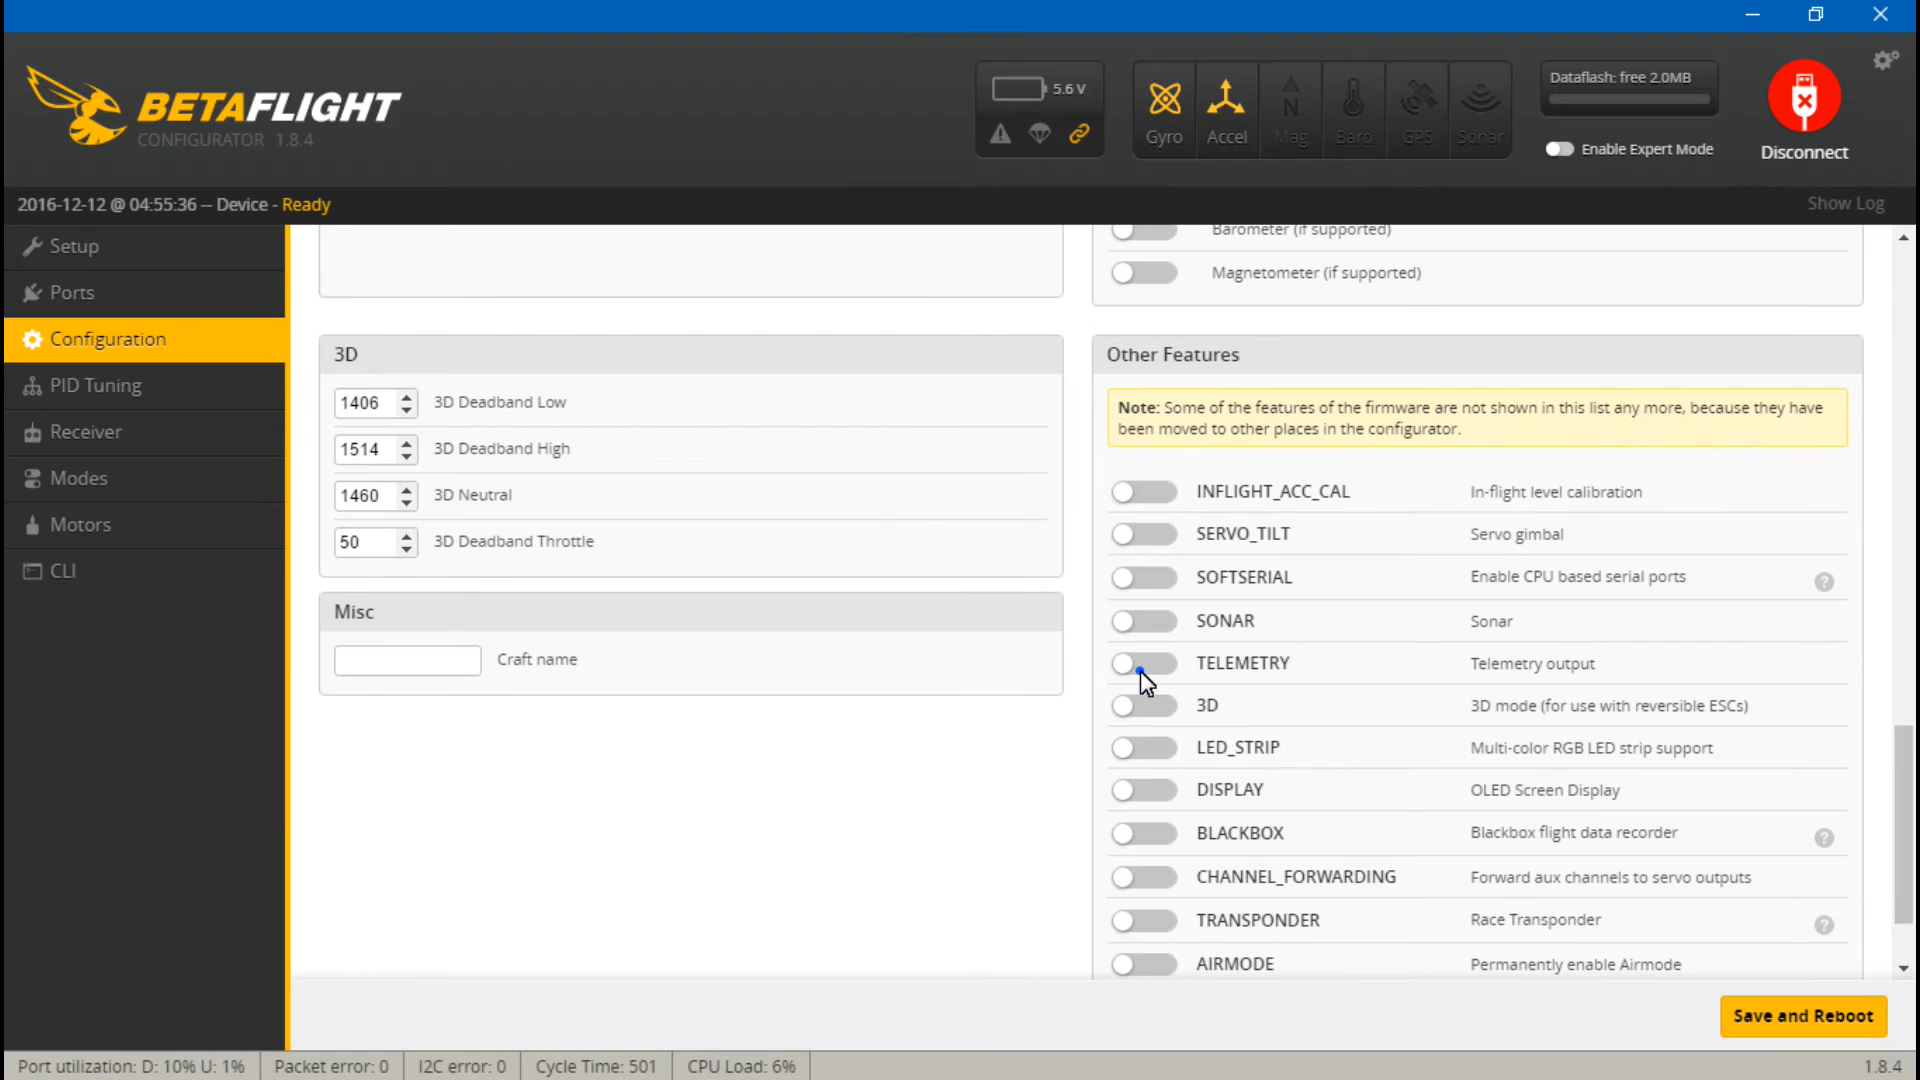 BETAFLIGHT
CONFIGURATOR 1.8.4
5.6 V
Gyro
Accel
Mag
Baro
GPS
Sonar
Dataflash: free 2.0MB
Enable Expert Mode
Disconnect
2016-12-12 @ 04:55:36 -- Device - Ready
Show Log
Setup
Ports
Configuration
PID Tuning
Receiver
Modes
Motors
CLI
3D
1406 3D Deadband Low
1514 3D Deadband High
1460 3D Neutral
50 3D Deadband Throttle
Misc
Craft name
Barometer (if supported)
Magnetometer (if supported)
Other Features
Note: Some of the features of the firmware are not shown in this list any more, because they have
been moved to other places in the configurator.
INFLIGHT_ACC_CAL In-flight level calibration
SERVO_TILT Servo gimbal
SOFTSERIAL Enable CPU based serial ports ?
SONAR Sonar
TELEMETRY Telemetry output
3D 3D mode (for use with reversible ESCs)
LED_STRIP Multi-color RGB LED strip support
DISPLAY OLED Screen Display
BLACKBOX Blackbox flight data recorder ?
CHANNEL_FORWARDING Forward aux channels to servo outputs
TRANSPONDER Race Transponder ?
AIRMODE Permanently enable Airmode
Save and Reboot
Port utilization: D: 10% U: 1% Packet error: 0 I2C error: 0 Cycle Time: 501 CPU Load: 6% 1.8.4